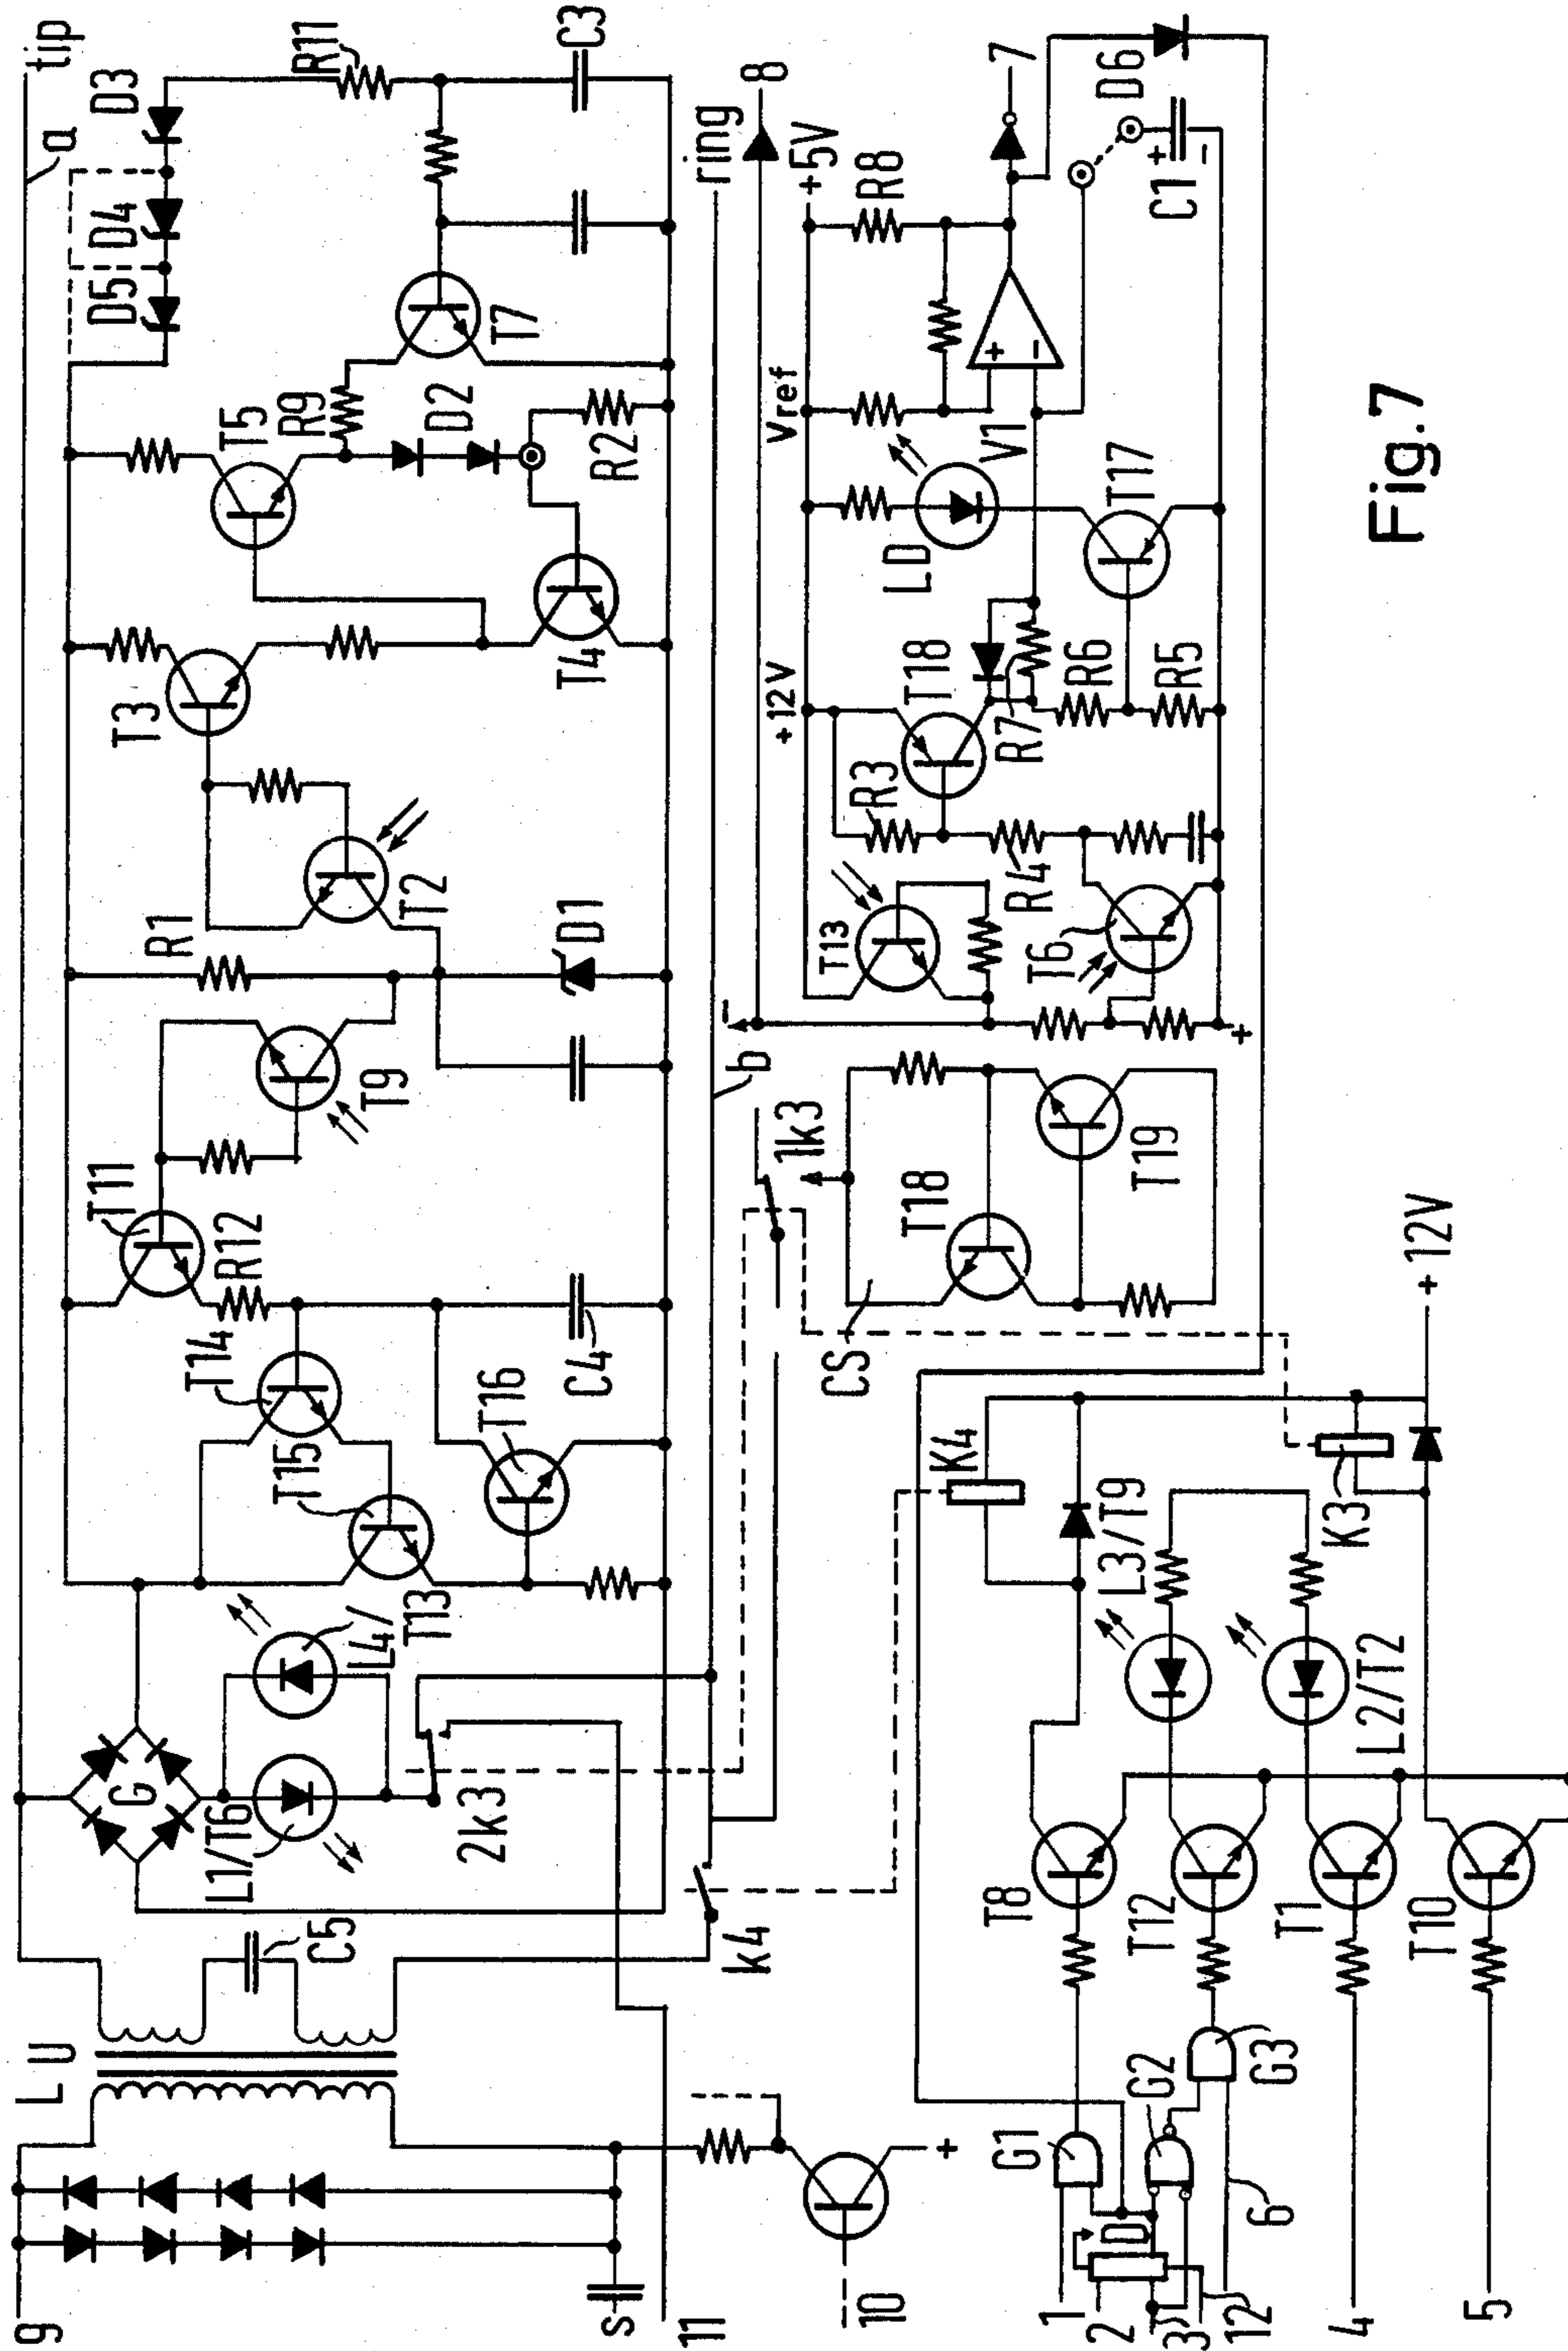 tip
a
D3
D4
D5
R11
C3
T7
T5
R9
D2
R2
T3
T4
T2
R1
D1
T9
T11
R12
T14
C4
T15
T16
T13
L4/
G
L1/T6
2k3
C5
k4
LÜ
9
s
11
10
ring
8
+5V
R8
7
D6
+
−
C1
Vref
+
−
V1
LD
T17
+12V
T18
R7
R6
R5
R3
R4
T13
T6
−
+
b
1k3
T18
T19
CS
+12V
K4
K3
L3/T9
L2/T2
T8
T12
T1
T10
+
G1
G2
G3
D
6
1
2
3
12
4
5
Fig.7